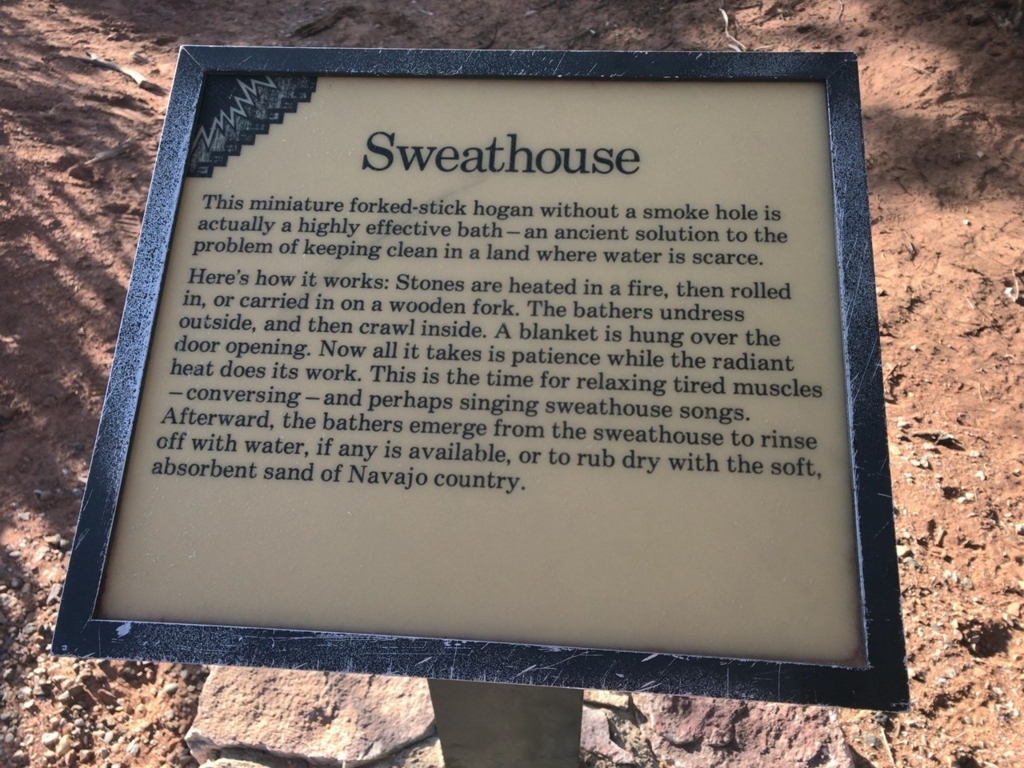 Sweathouse
This miniature forked-stick hogan without a smoke hole is
actually a highly effective bath – an ancient solution to the
problem of keeping clean in a land where water is scarce.
Here's how it works: Stones are heated in a fire, then rolled
in, or carried in on a wooden fork. The bathers undress
outside, and then crawl inside. A blanket is hung over the
door opening. Now all it takes is patience while the radiant
heat does its work. This is the time for relaxing tired muscles
– conversing – and perhaps singing sweathouse songs.
Afterward, the bathers emerge from the sweathouse to rinse
off with water, if any is available, or to rub dry with the soft,
absorbent sand of Navajo country.